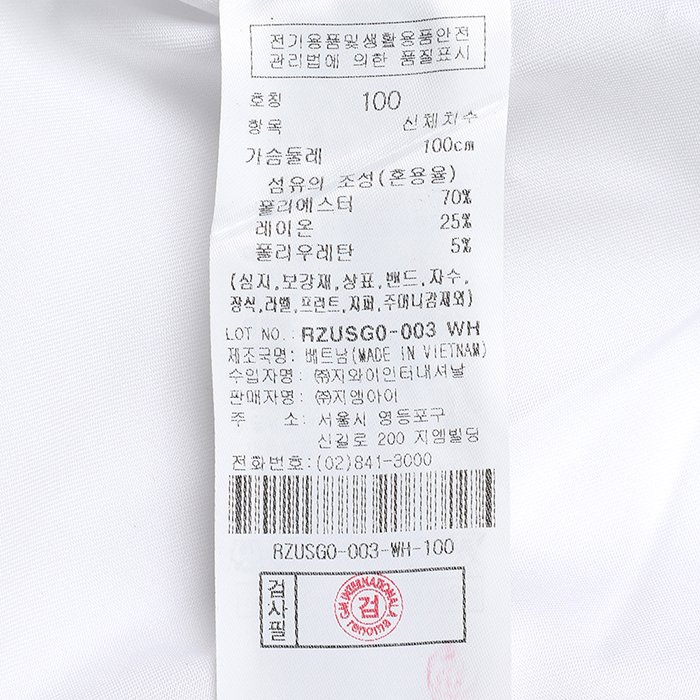 전기용품및생활용품안전
관리법에 의한 품질표시
호칭 100
항목 신체치수
가슴둘레 100cm
섬유의 조성(혼용율)
폴리에스터 70%
레이온 25%
폴리우레탄 5%
(심지,보강재,상표,밴드,자수,
장식,라벨,프린트,지퍼,주머니감제외)
LOT NO.: RZUSG0-003 WH
제조국명: 베트남(MADE IN VIETNAM)
수입자명: ㈜지와이인터내셔날
판매자명: ㈜지엠아이
주 소: 서울시 영등포구
신길로 200 지엠빌딩
전화번호:(02)841-3000
RZUSG0-003-WH-100
검사필
GM INTERNATIONAL
검
renoma